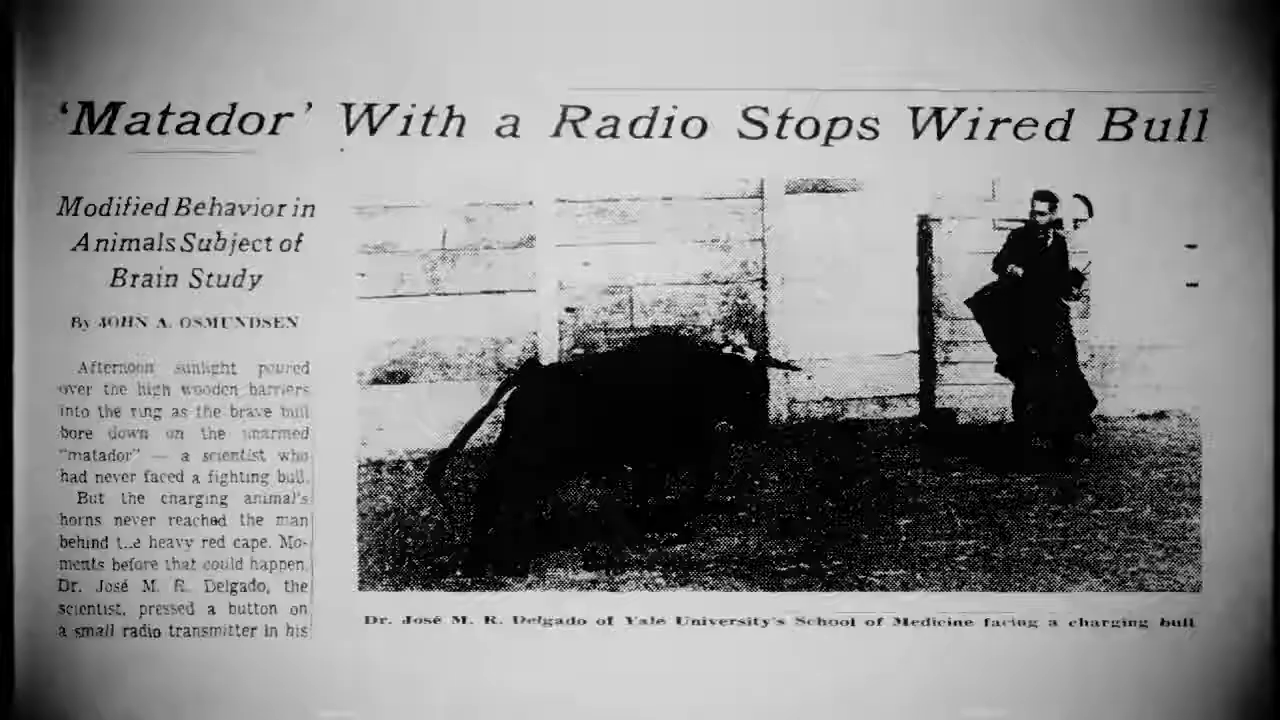 ‘Matador’ With a Radio Stops Wired Bull
Modified Behavior in
Animals Subject of
Brain Study
By JOHN A. OSMUNDSEN
Afternoon sunlight poured
over the high wooden barriers
into the ring as the brave bull
bore down on the unarmed
“matador” — a scientist who
had never faced a fighting bull.
But the charging animal's
horns never reached the man
behind t..e heavy red cape. Mo-
ments before that could happen,
Dr. José M. R. Delgado, the
scientist, pressed a button on
a small radio transmitter in his
Dr. José M. R. Delgado of Yale University's School of Medicine facing a charging bull